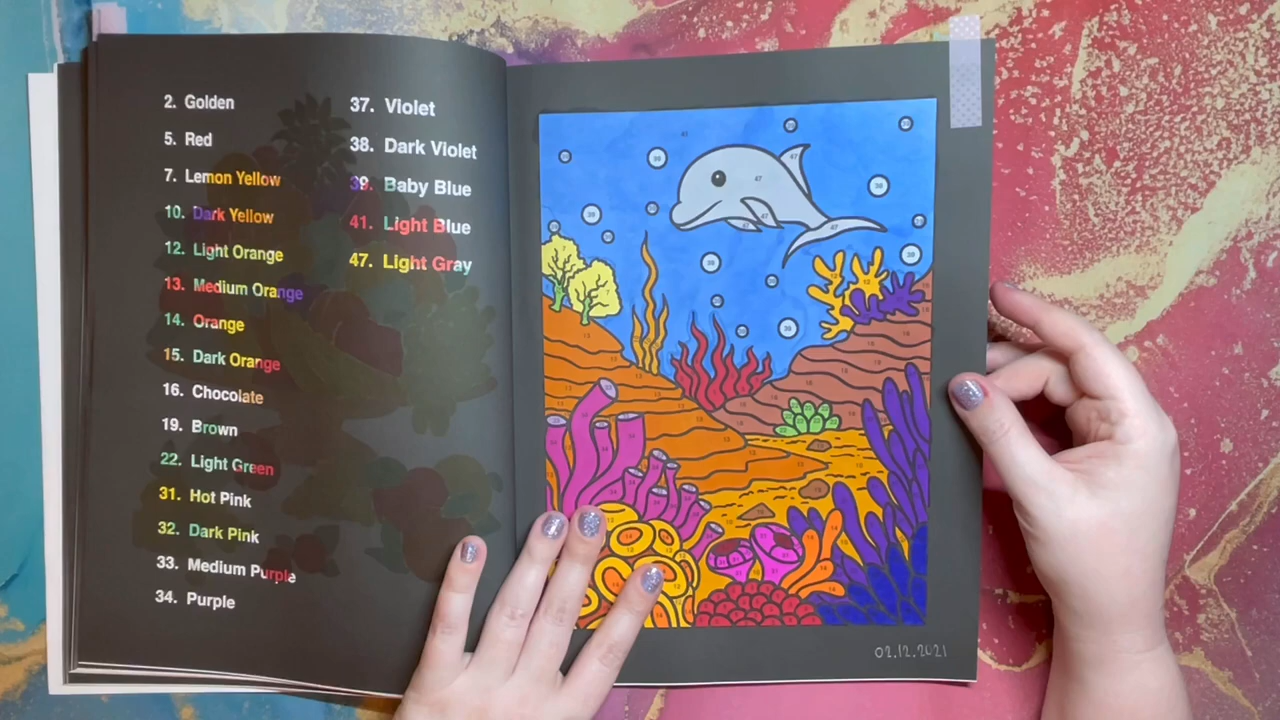 2. Golden
5. Red
7. Lemon Yellow
10. Dark Yellow
12. Light Orange
13. Medium Orange
14. Orange
15. Dark Orange
16. Chocolate
19. Brown
22. Light Green
31. Hot Pink
32. Dark Pink
33. Medium Purple
34. Purple
37. Violet
38. Dark Violet
39. Baby Blue
41. Light Blue
47. Light Gray
02.12.2021